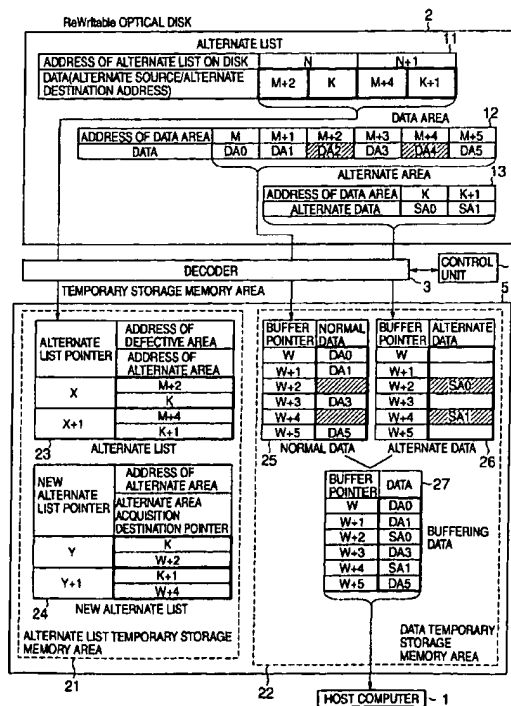 ReWritable OPTICAL DISK
2
ALTERNATE LIST
11
ADDRESS OF ALTERNATE LIST ON DISK N N+1
DATA(ALTERNATE SOURCE/ALTERNATE DESTINATION ADDRESS) M+2 K M+4 K+1
DATA AREA
12
ADDRESS OF DATA AREA M M+1 M+2 M+3 M+4 M+5
DATA DA0 DA1 DA2 DA3 DA4 DA5
ALTERNATE AREA
13
ADDRESS OF DATA AREA K K+1
ALTERNATE DATA SA0 SA1
DECODER
3
CONTROL UNIT
5
TEMPORARY STORAGE MEMORY AREA
ALTERNATE LIST POINTER
ADDRESS OF DEFECTIVE AREA
ADDRESS OF ALTERNATE AREA
X
M+2
K
X+1
M+4
K+1
23
ALTERNATE LIST
NEW ALTERNATE LIST POINTER
ADDRESS OF ALTERNATE AREA
ALTERNATE AREA ACQUISITION DESTINATION POINTER
Y
K
W+2
Y+1
K+1
W+4
24
NEW ALTERNATE LIST
ALTERNATE LIST TEMPORARY STORAGE MEMORY AREA
21
BUFFER POINTER NORMAL DATA
W DA0
W+1 DA1
W+2
W+3 DA3
W+4
W+5 DA5
25
NORMAL DATA
BUFFER POINTER ALTERNATE DATA
W
W+1
W+2 SA0
W+3
W+4 SA1
W+5
26
ALTERNATE DATA
BUFFER POINTER DATA
27
W DA0
W+1 DA1
W+2 SA0
W+3 DA3
W+4 SA1
W+5 DA5
BUFFERING DATA
DATA TEMPORARY STORAGE MEMORY AREA
22
HOST COMPUTER
1